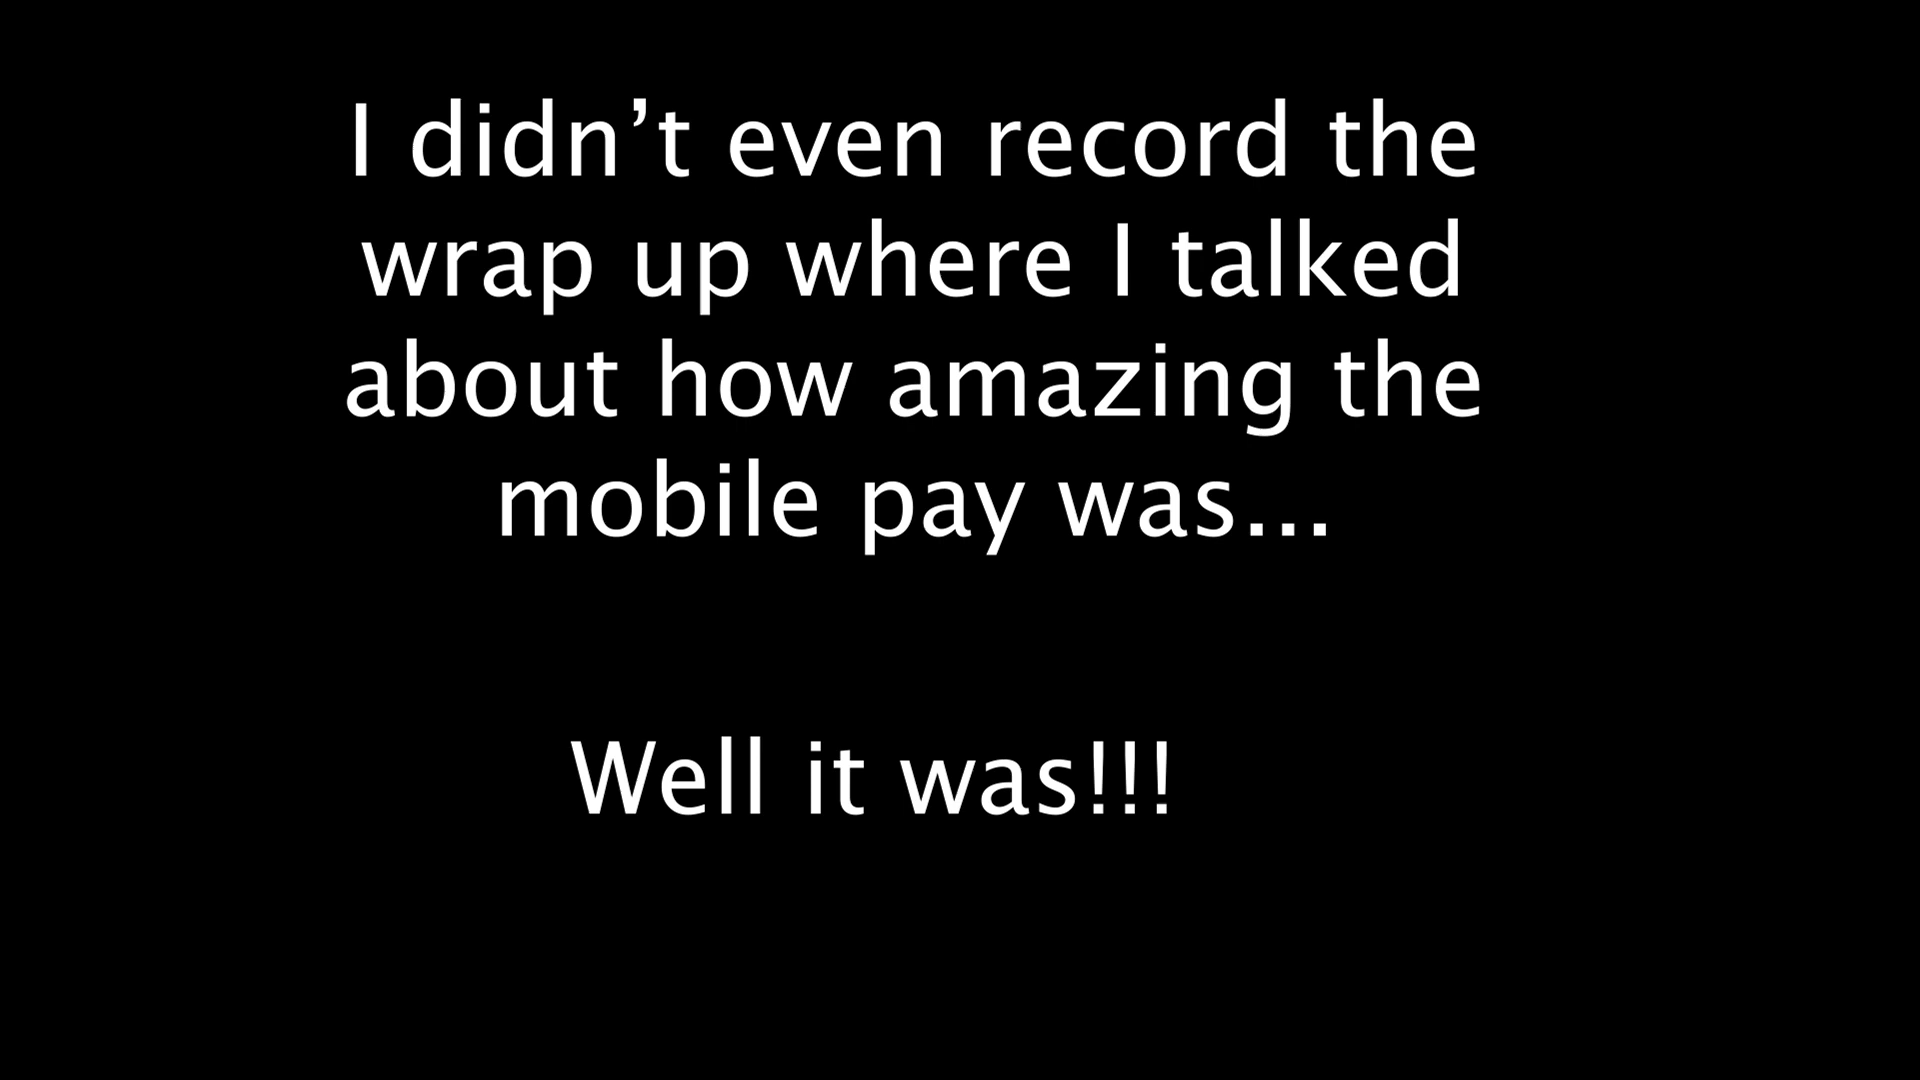 I didn’t even record the
wrap up where I talked
about how amazing the
mobile pay was...
Well it was!!!